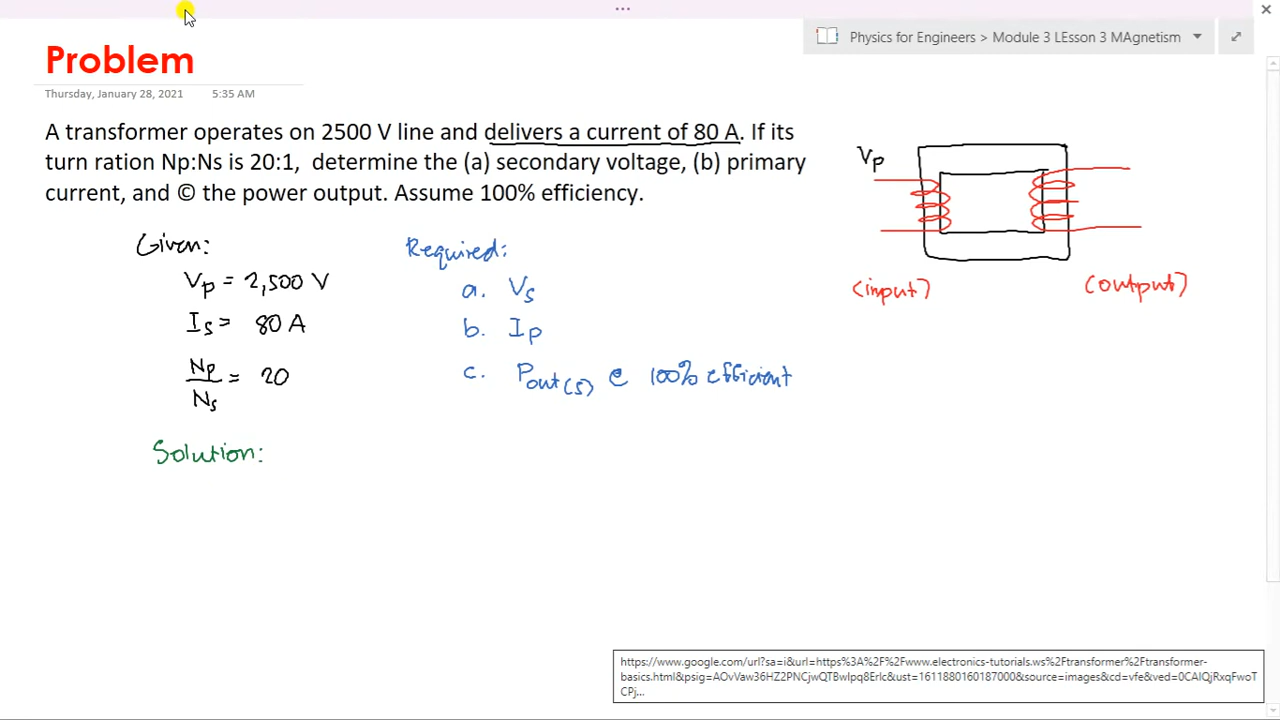 Physics for Engineers > Module 3 LEsson 3 MAgnetism
Problem
Thursday, January 28, 2021 5:35 AM
A transformer operates on 2500 V line and delivers a current of 80 A. If its
turn ration Np:Ns is 20:1, determine the (a) secondary voltage, (b) primary
current, and © the power output. Assume 100% efficiency.
Vp
(input)
(output)
Given:
Vp = 2,500 V
Is = 80 A
Np
Ns
= 20
Required:
a. Vs
b. Ip
c. Pout(s) @ 100% efficient
Solution:
https://www.google.com/url?sa=i&url=https%3A%2F%2Fwww.electronics-tutorials.ws%2Ftransformer%2Ftransformer-
basics.html&psig=AOvVaw36HZ2PNCjwQTBwIpq8Erlc&ust=1611880160187000&source=images&cd=vfe&ved=0CAIQjRxqFwoT
CPj...